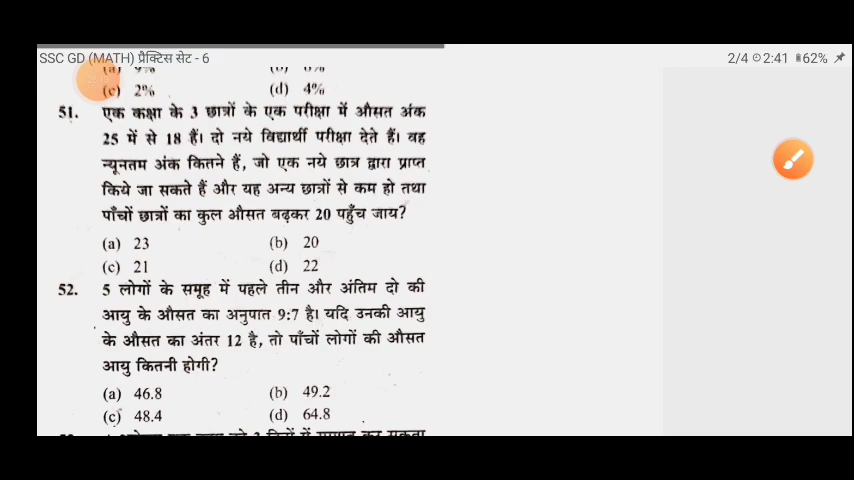 SSC GD (MATH) प्रैक्टिस सेट - 6
2/4 2:41 62%
(c) 2% (d) 4%
51. एक कक्षा के 3 छात्रों के एक परीक्षा में औसत अंक
25 में से 18 हैं। दो नये विद्यार्थी परीक्षा देते हैं। वह
न्यूनतम अंक कितने हैं, जो एक नये छात्र द्वारा प्राप्त
किये जा सकते हैं और यह अन्य छात्रों से कम हो तथा
पाँचों छात्रों का कुल औसत बढ़कर 20 पहुँच जाय?
(a) 23 (b) 20
(c) 21 (d) 22
52. 5 लोगों के समूह में पहले तीन और अंतिम दो की
आयु के औसत का अनुपात 9:7 है। यदि उनकी आयु
के औसत का अंतर 12 है, तो पाँचों लोगों की औसत
आयु कितनी होगी?
(a) 46.8 (b) 49.2
(c) 48.4 (d) 64.8